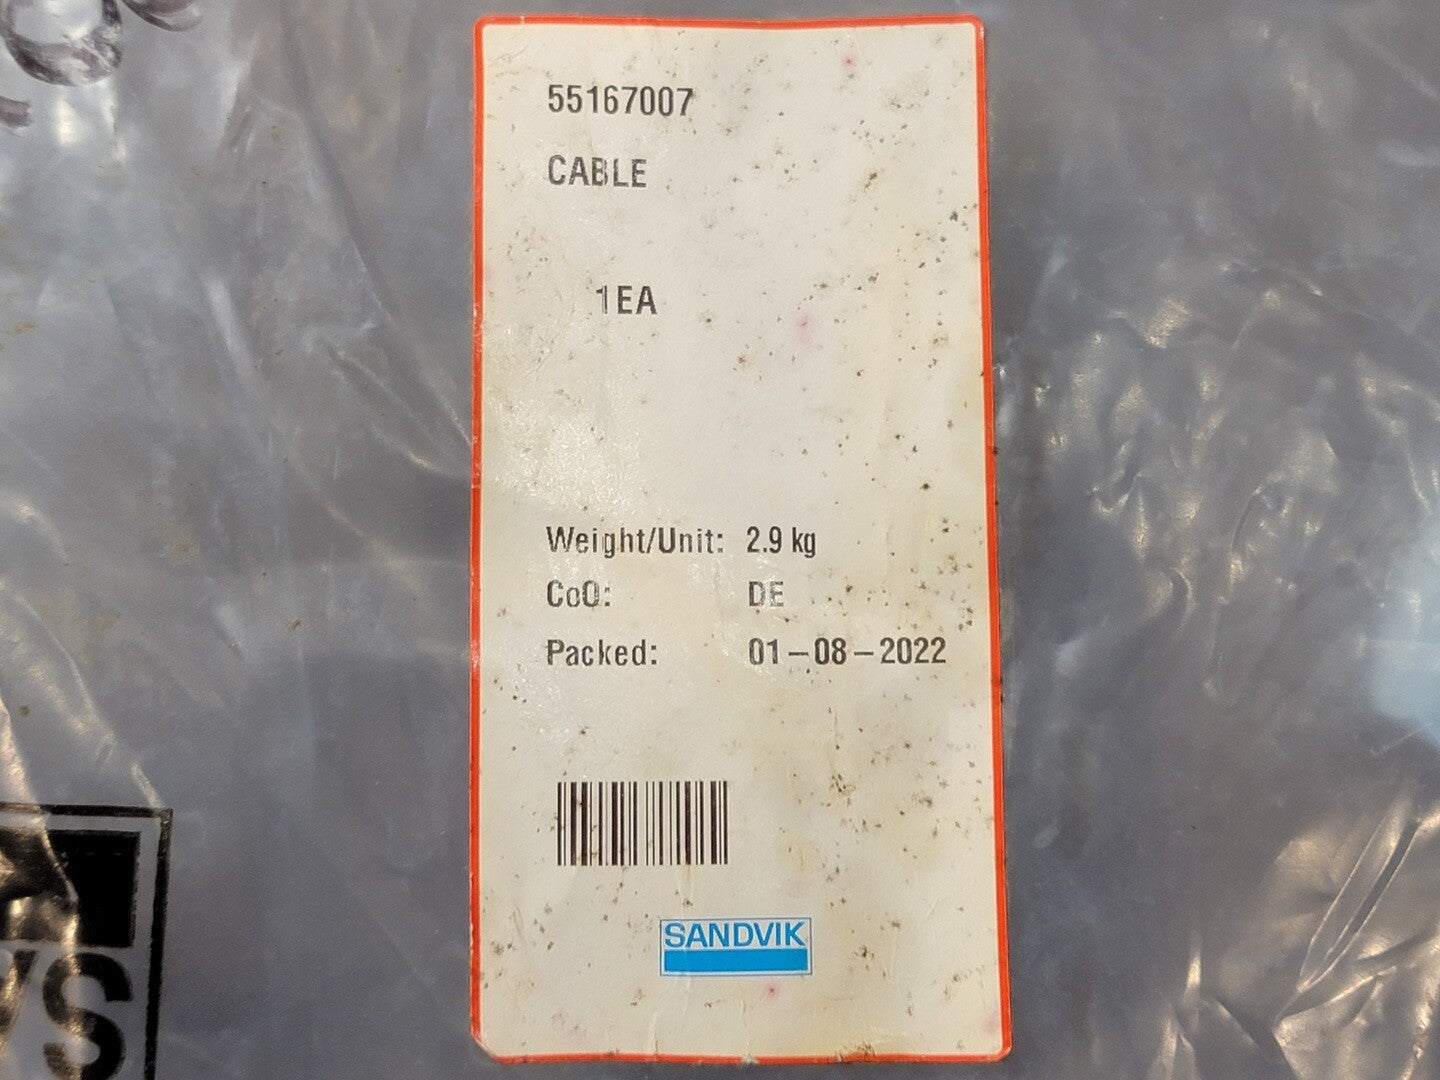 55167007
CABLE
1EA
Weight/Unit: 2.9 kg
CoO: DE
Packed: 01-08-2022
SANDVIK